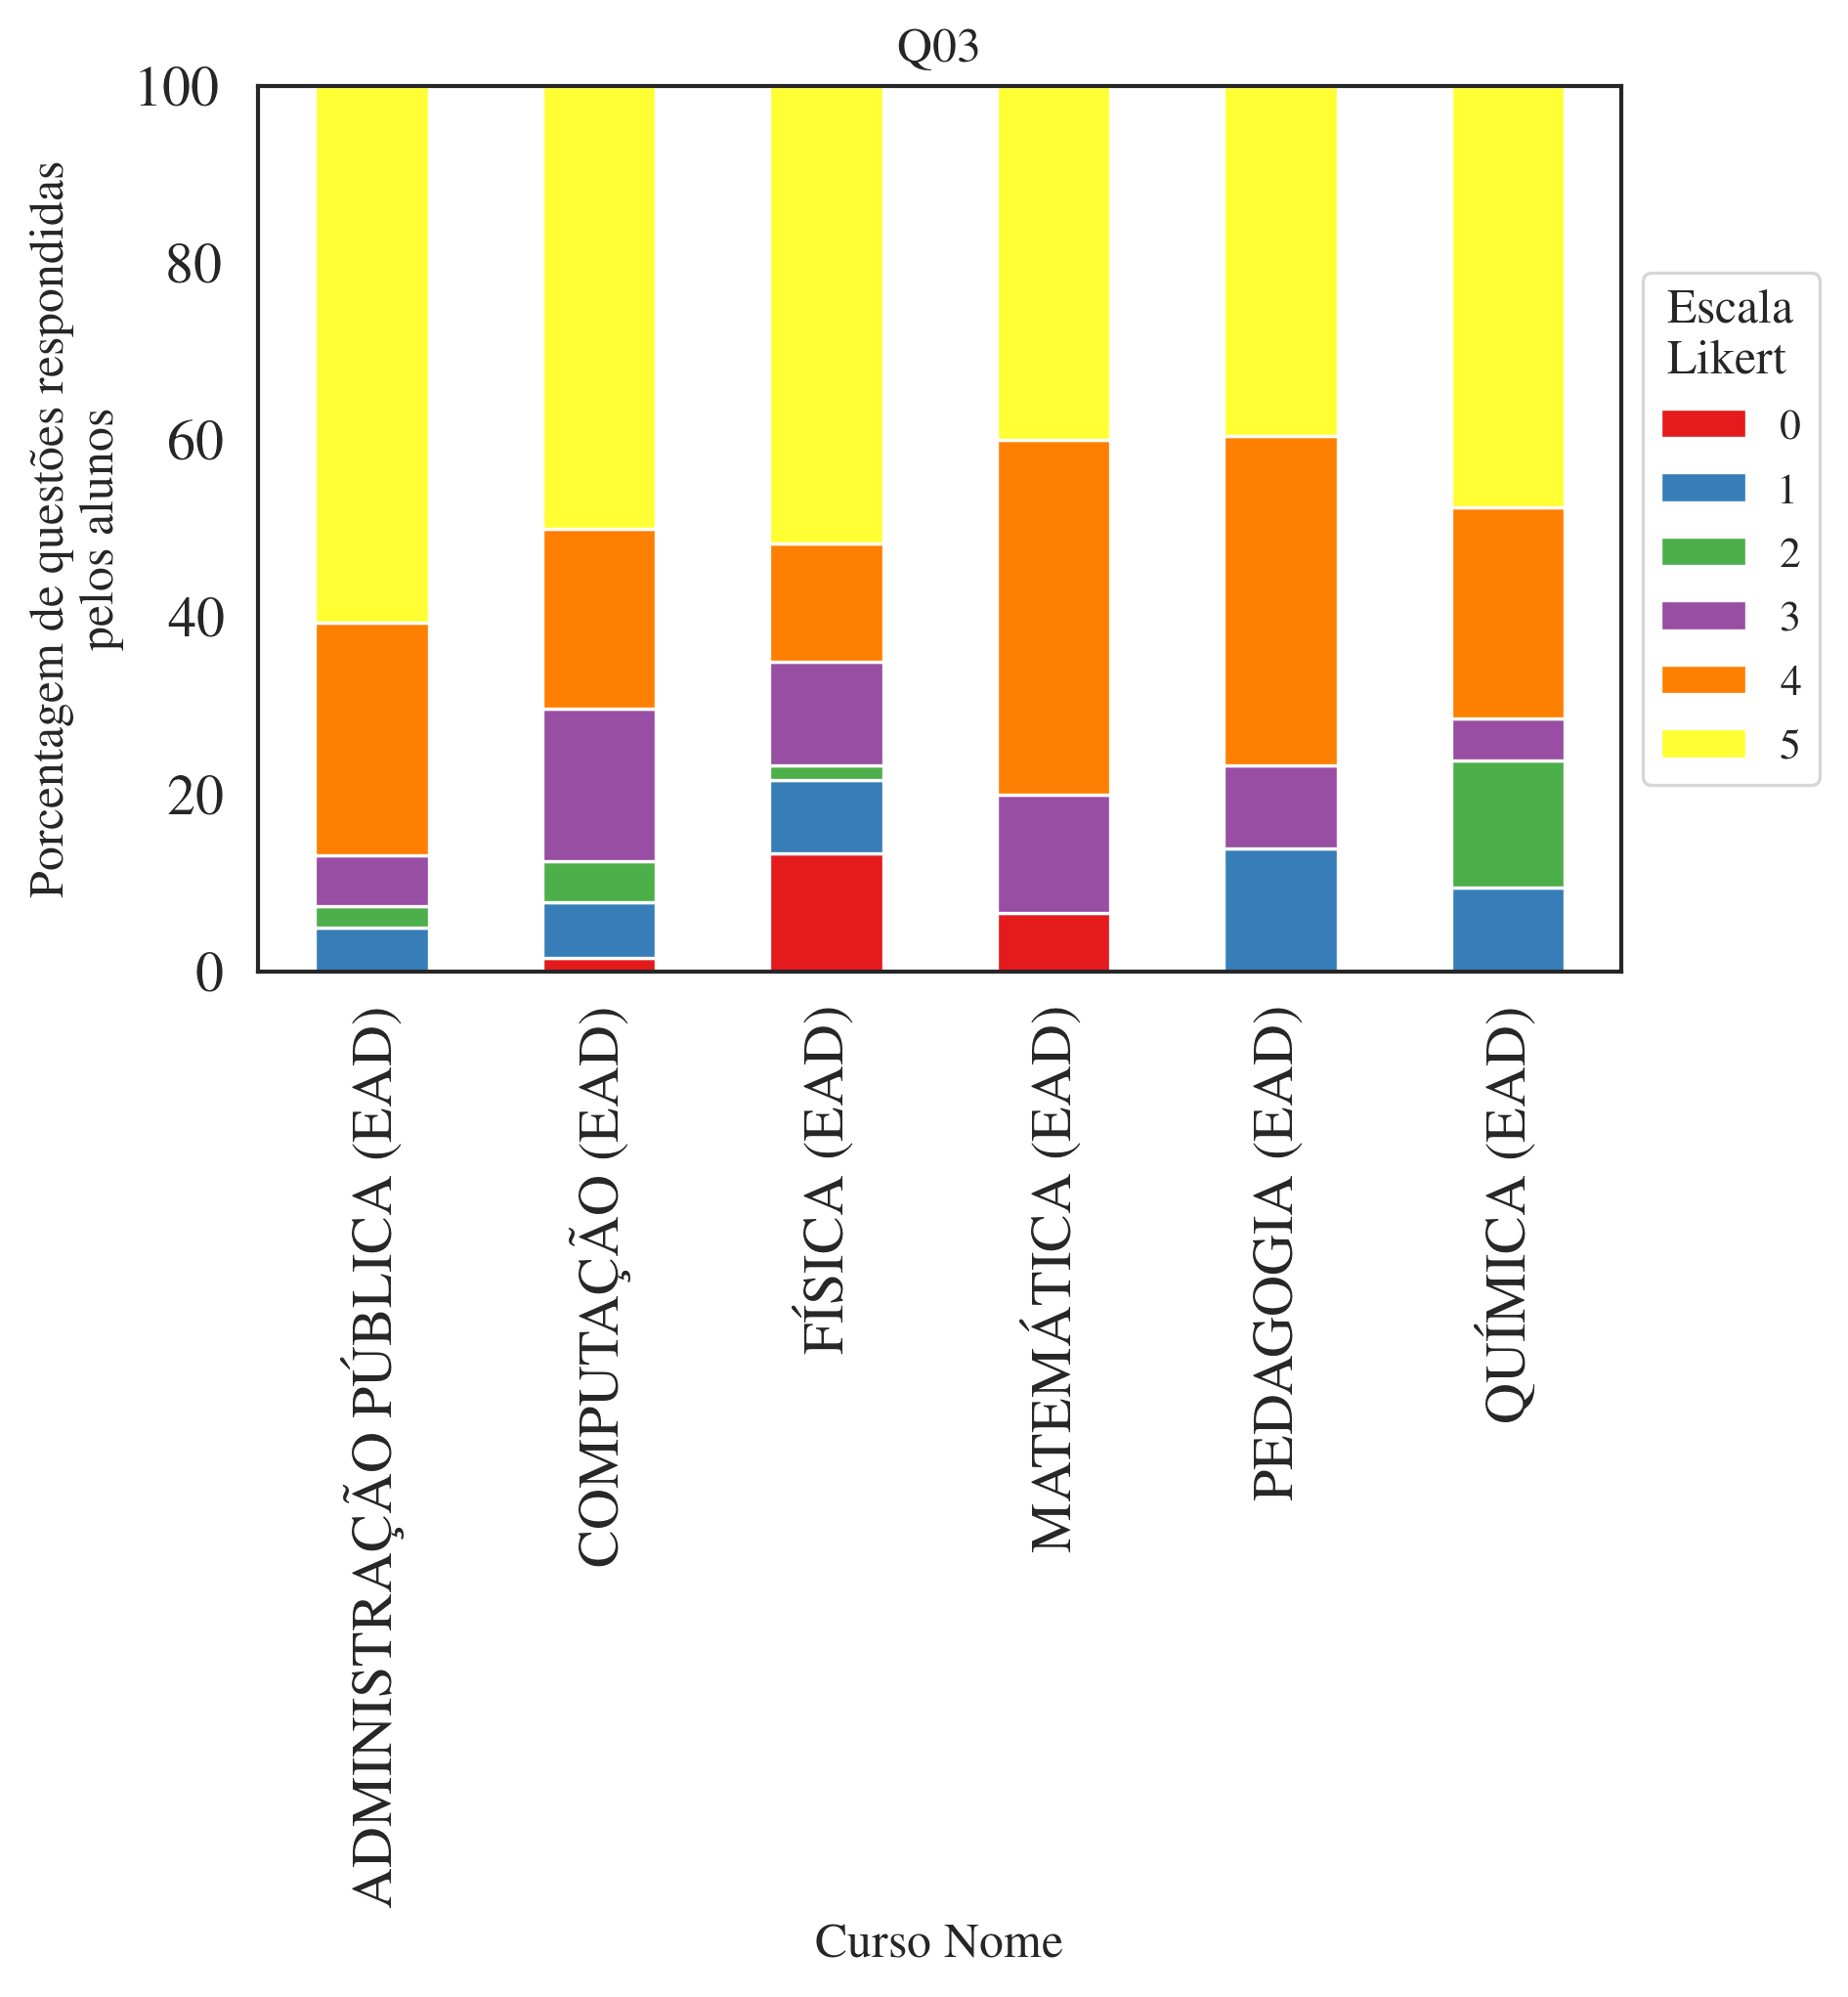 Q03
Porcentagem de questões respondidas
pelos alunos
100
80
60
40
20
0
Escala
Likert
0
1
2
3
4
5
ADMINISTRAÇÃO PÚBLICA (EAD)
COMPUTAÇÃO (EAD)
FÍSICA (EAD)
MATEMÁTICA (EAD)
PEDAGOGIA (EAD)
QUÍMICA (EAD)
Curso Nome